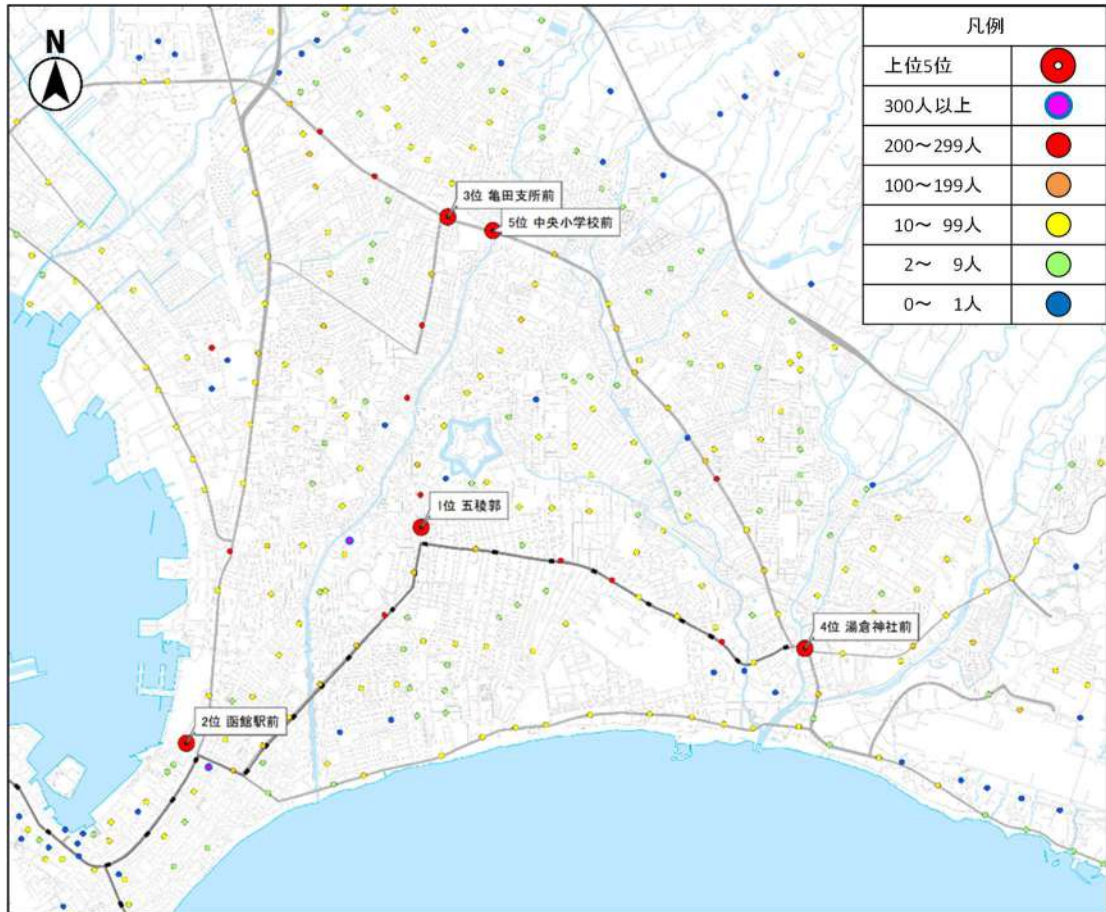 N
凡例
上位5位
300人以上
200～299人
100～199人
10～ 99人
2～ 9人
0～ 1人
3位 亀田支所前
5位 中央小学校前
1位 五稜郭
4位 湯倉神社前
2位 函館駅前